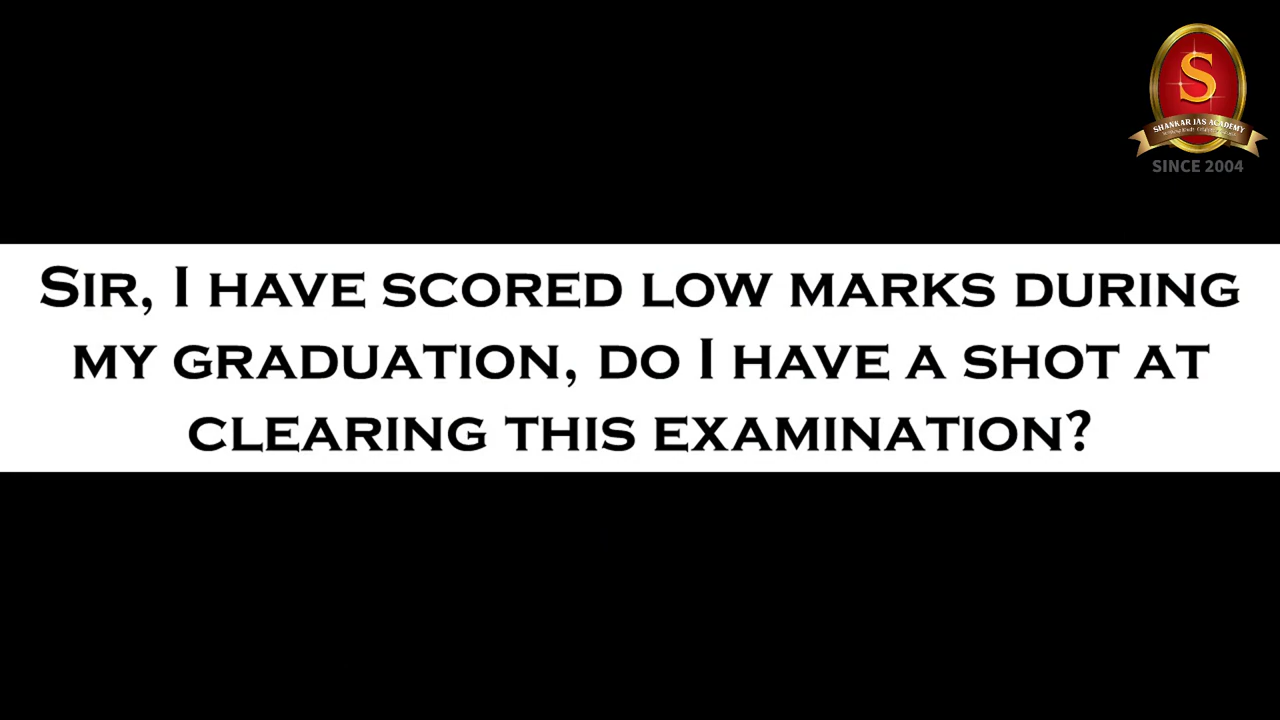 S
SHANKAR IAS ACADEMY
SINCE 2004
SIR, I HAVE SCORED LOW MARKS DURING
MY GRADUATION, DO I HAVE A SHOT AT
CLEARING THIS EXAMINATION?